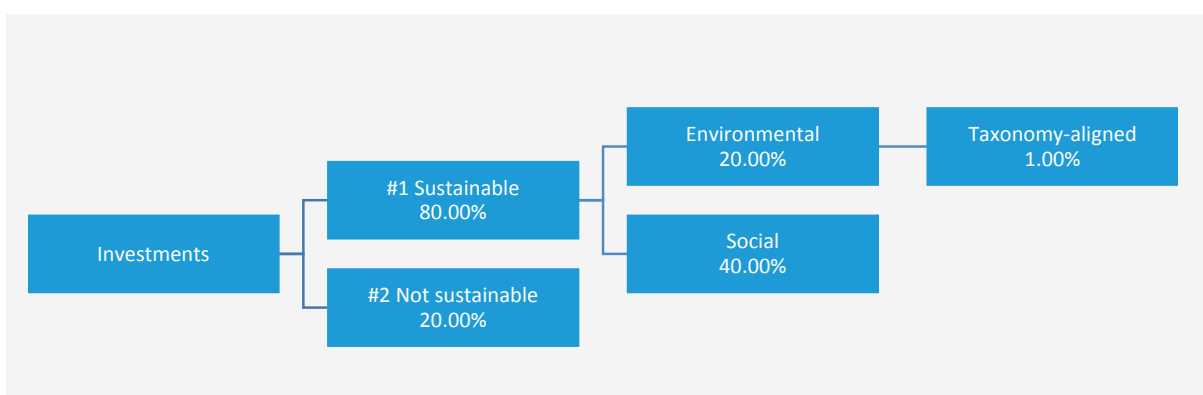 Investments
#1 Sustainable
80.00%
#2 Not sustainable
20.00%
Environmental
20.00%
Social
40.00%
Taxonomy-aligned
1.00%